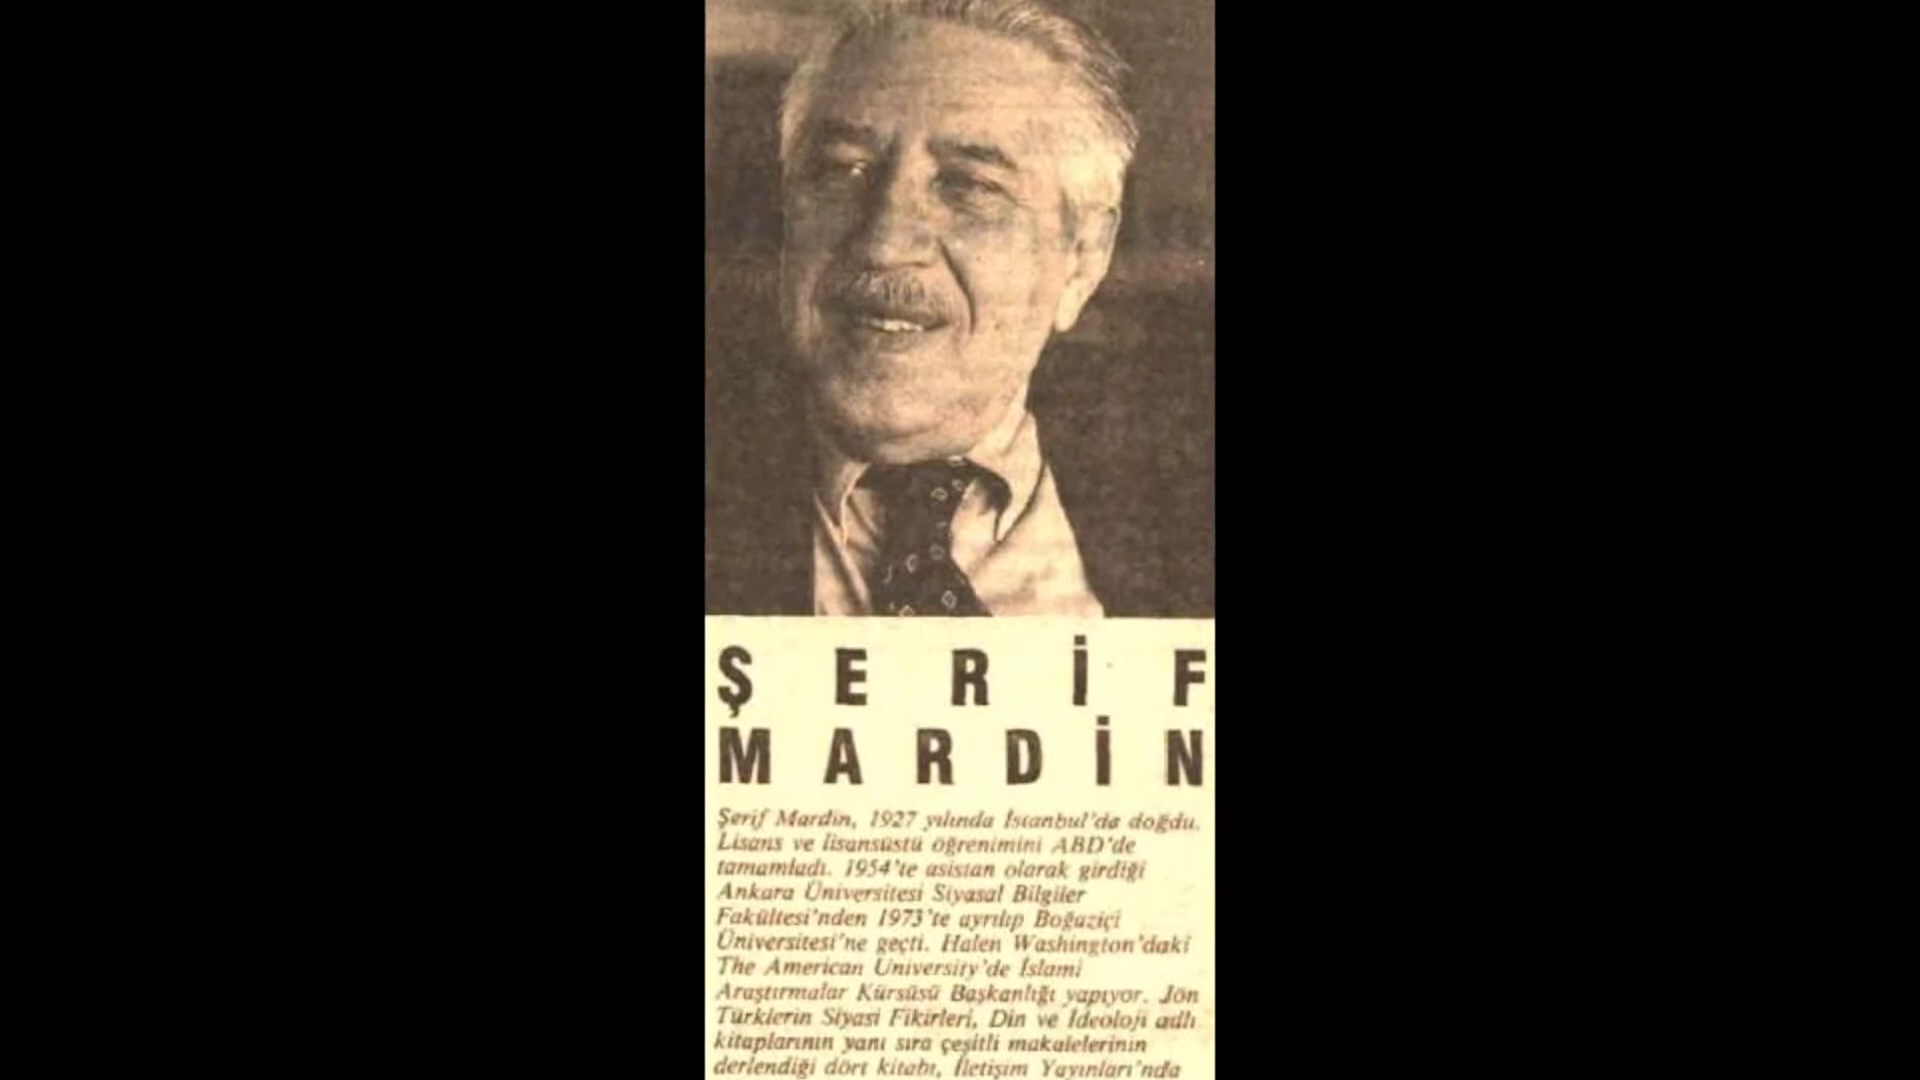 ŞERİF
MARDİN
Şerif Mardin, 1927 yılında İstanbul'da doğdu.
Lisans ve lisansüstü öğrenimini ABD'de
tamamladı. 1954'te asistan olarak girdiği
Ankara Üniversitesi Siyasal Bilgiler
Fakültesi'nden 1973'te ayrılıp Boğaziçi
Üniversitesi'ne geçti. Halen Washington'daki
The American University'de İslami
Araştırmalar Kürsüsü Başkanlığı yapıyor. Jön
Türklerin Siyasi Fikirleri, Din ve İdeoloji adlı
kitaplarının yanı sıra çeşitli makalelerinin
derlendiği dört kitabı, İletişim Yayınları'nda